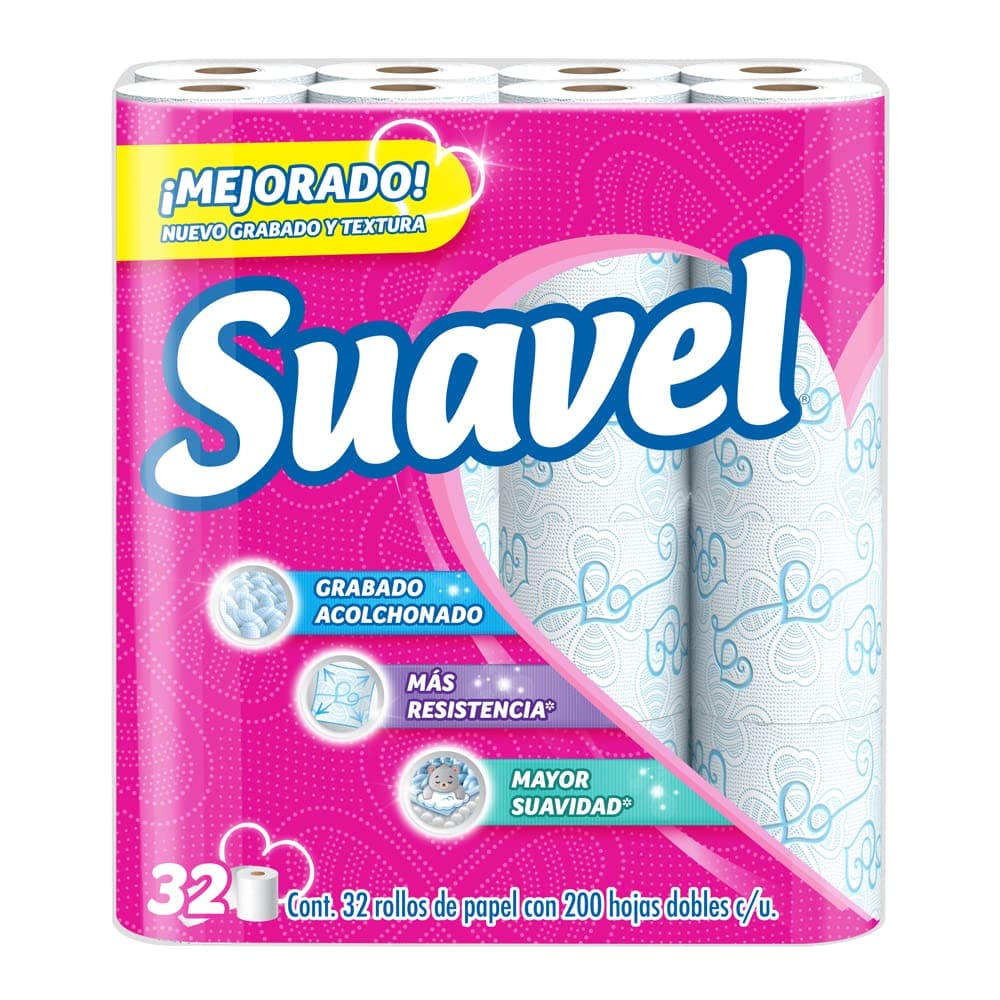 ¡MEJORADO!
NUEVO GRABADO Y TEXTURA
Suavel®
GRABADO
ACOLCHONADO
MÁS
RESISTENCIA*
MAYOR
SUAVIDAD*
32
Cont. 32 rollos de papel con 200 hojas dobles c/u.